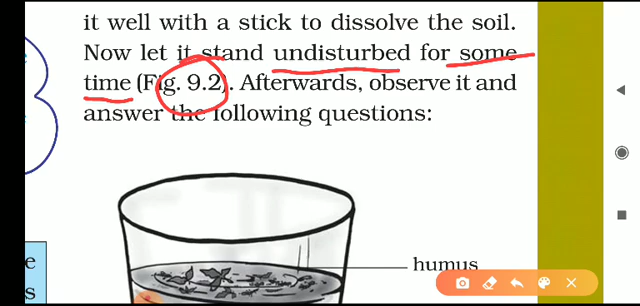 it well with a stick to dissolve the soil.
Now let it stand undisturbed for some
time (Fig. 9.2). Afterwards, observe it and
answer the following questions:
humus
e
s